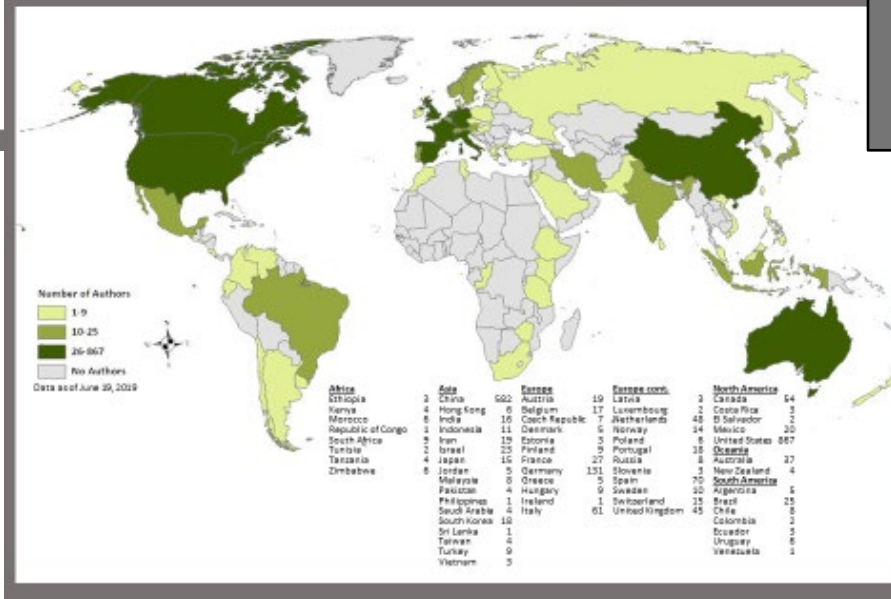 Number of Authors
1-9
10-25
26-867
No Authors
Data as of June 19, 2019
Africa
Ethiopia 3
Kenya 4
Morocco 6
Republic of Congo 1
South Africa 9
Tunisia 2
Tanzania 4
Zimbabwe 6
Asia
China 582
Hong Kong 6
India 16
Indonesia 11
Iran 19
Israel 23
Japan 15
Jordan 5
Malaysia 8
Pakistan 4
Philippines 1
Saudi Arabia 4
South Korea 18
Sri Lanka 1
Taiwan 4
Turkey 9
Vietnam 3
Europe
Austria 19
Belgium 17
Czech Republic 7
Denmark 5
Estonia 3
Finland 9
France 27
Germany 131
Greece 5
Hungary 9
Ireland 1
Italy 61
Europe cont.
Latvia 3
Luxembourg 2
Netherlands 48
Norway 14
Poland 6
Portugal 18
Russia 8
Slovenia 3
Spain 70
Sweden 10
Switzerland 15
United Kingdom 45
North America
Canada 54
Costa Rica 3
El Salvador 2
Mexico 20
United States 867
Oceania
Australia 37
New Zealand 4
South America
Argentina 5
Brazil 25
Chile 8
Colombia 2
Ecuador 3
Uruguay 6
Venezuela 1